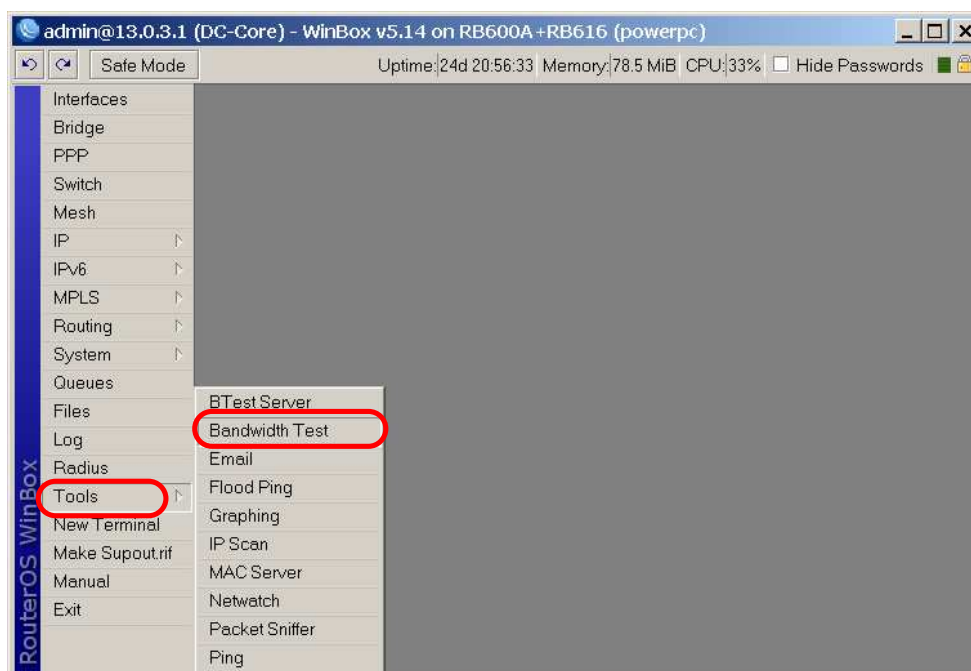 admin@13.0.3.1 (DC-Core) - WinBox v5.14 on RB600A+RB616 (powerpc)
Safe Mode Uptime: 24d 20:56:33 Memory: 78.5 MiB CPU: 33% Hide Passwords
Interfaces
Bridge
PPP
Switch
Mesh
IP
IPv6
MPLS
Routing
System
Queues
Files
Log
Radius
Tools
New Terminal
Make Supout.rif
Manual
Exit
BTest Server
Bandwidth Test
Email
Flood Ping
Graphing
IP Scan
MAC Server
Netwatch
Packet Sniffer
Ping
RouterOS WinBox